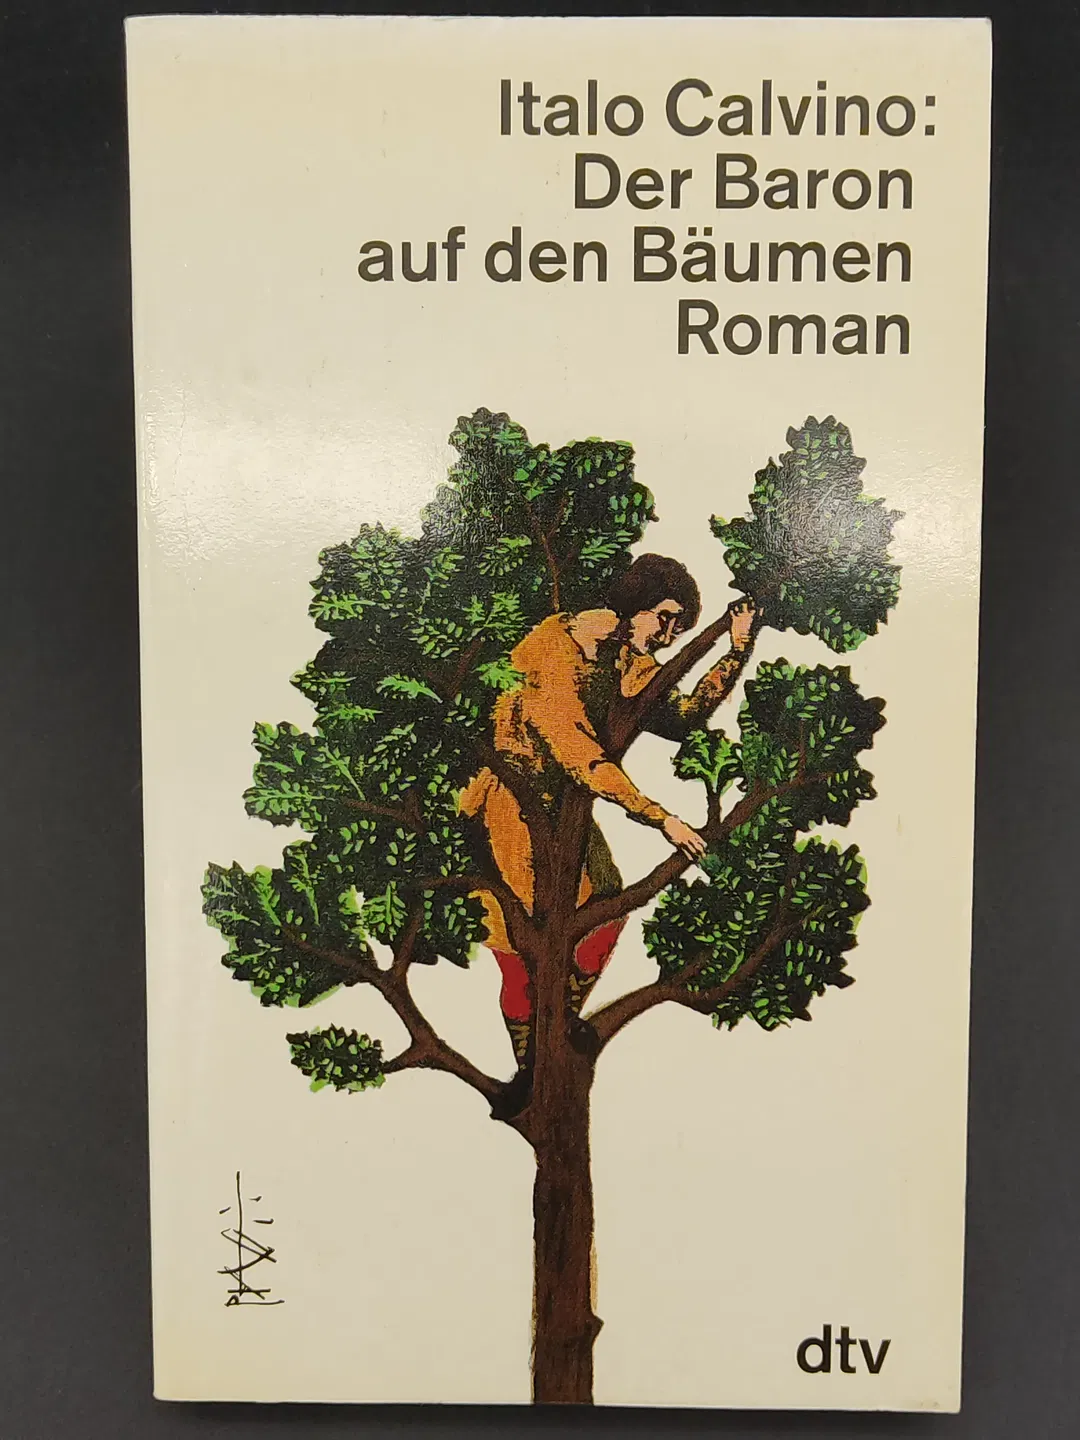 Italo Calvino:
Der Baron
auf den Bäumen
Roman
dtv